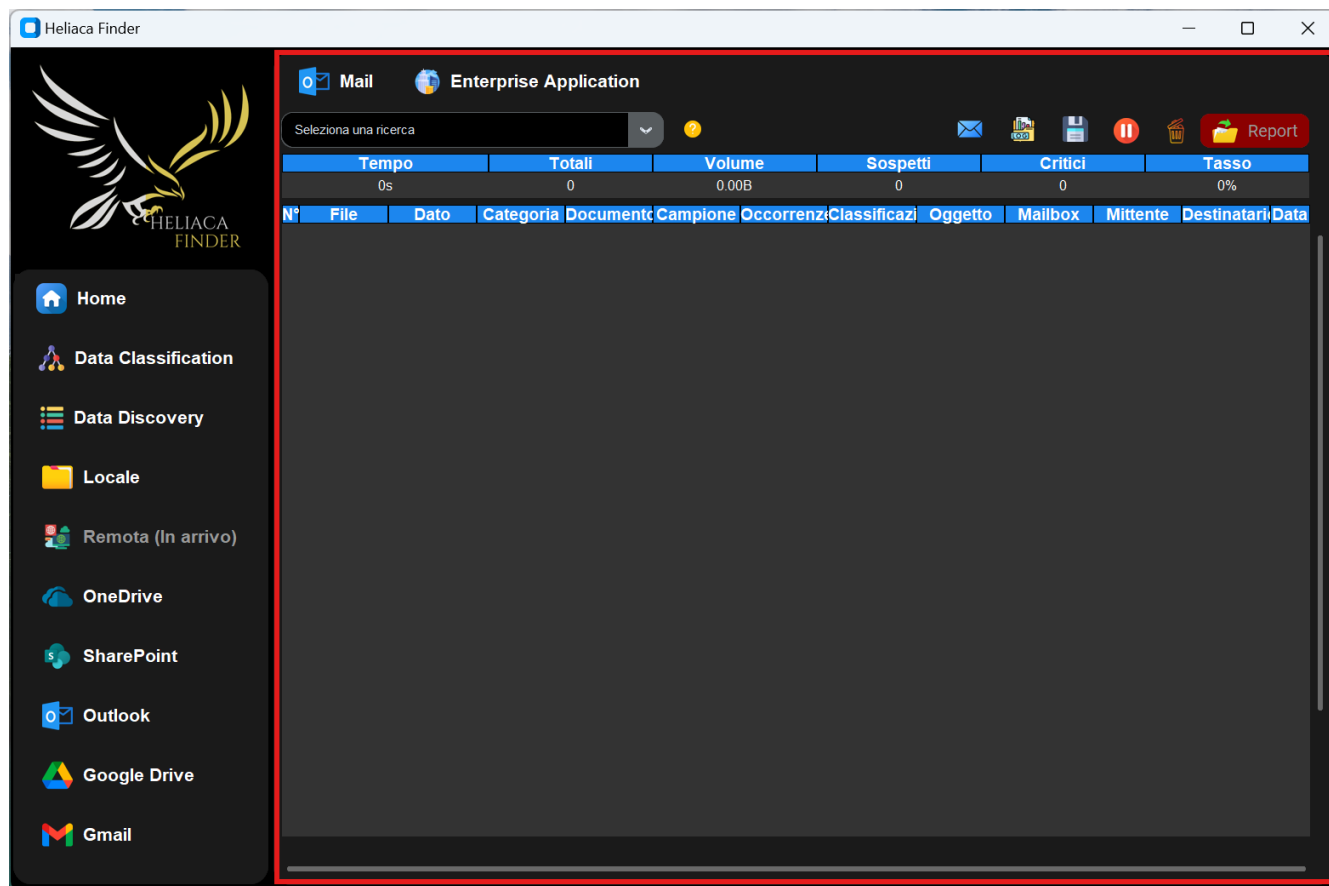 Heliaca Finder
HELIACA
FINDER
Home
Data Classification
Data Discovery
Locale
Remota (In arrivo)
OneDrive
SharePoint
Outlook
Google Drive
Gmail
Mail Enterprise Application
Seleziona una ricerca
Report
Tempo Totali Volume Sospetti Critici Tasso
0s 0 0.00B 0 0 0%
N° File Dato Categoria Documento Campione Occorrenze Classificazi Oggetto Mailbox Mittente Destinatario Data